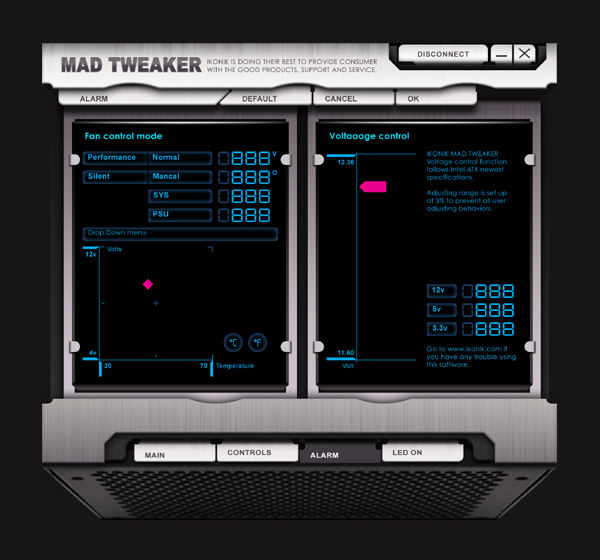 MAD TWEAKER
IKONIK IS DOING THEIR BEST TO PROVIDE CONSUMER
WITH THE GOOD PRODUCTS, SUPPORT AND SERVICE.
DISCONNECT
ALARM
DEFAULT
CANCEL
OK
Fan control mode
Performance
Normal
888 V
Silent
Mancal
888 O
SYS
888
PSU
888
Drop Down menu
Volts
12v
4v
°C
°F
20
70
Temperature
Voltaaage control
12.36
11.60
Volt
IKONIK MAD TWEAKER
Voltage control function
follows Intel ATX newest
specifications.
Adjusting range is set up
at 3% to prevent all user
adjusting behaviors.
12v
888
5v
888
3.3v
888
Go to www.ikonik.com if
you have any trouble using
this software.
MAIN
CONTROLS
ALARM
LED ON